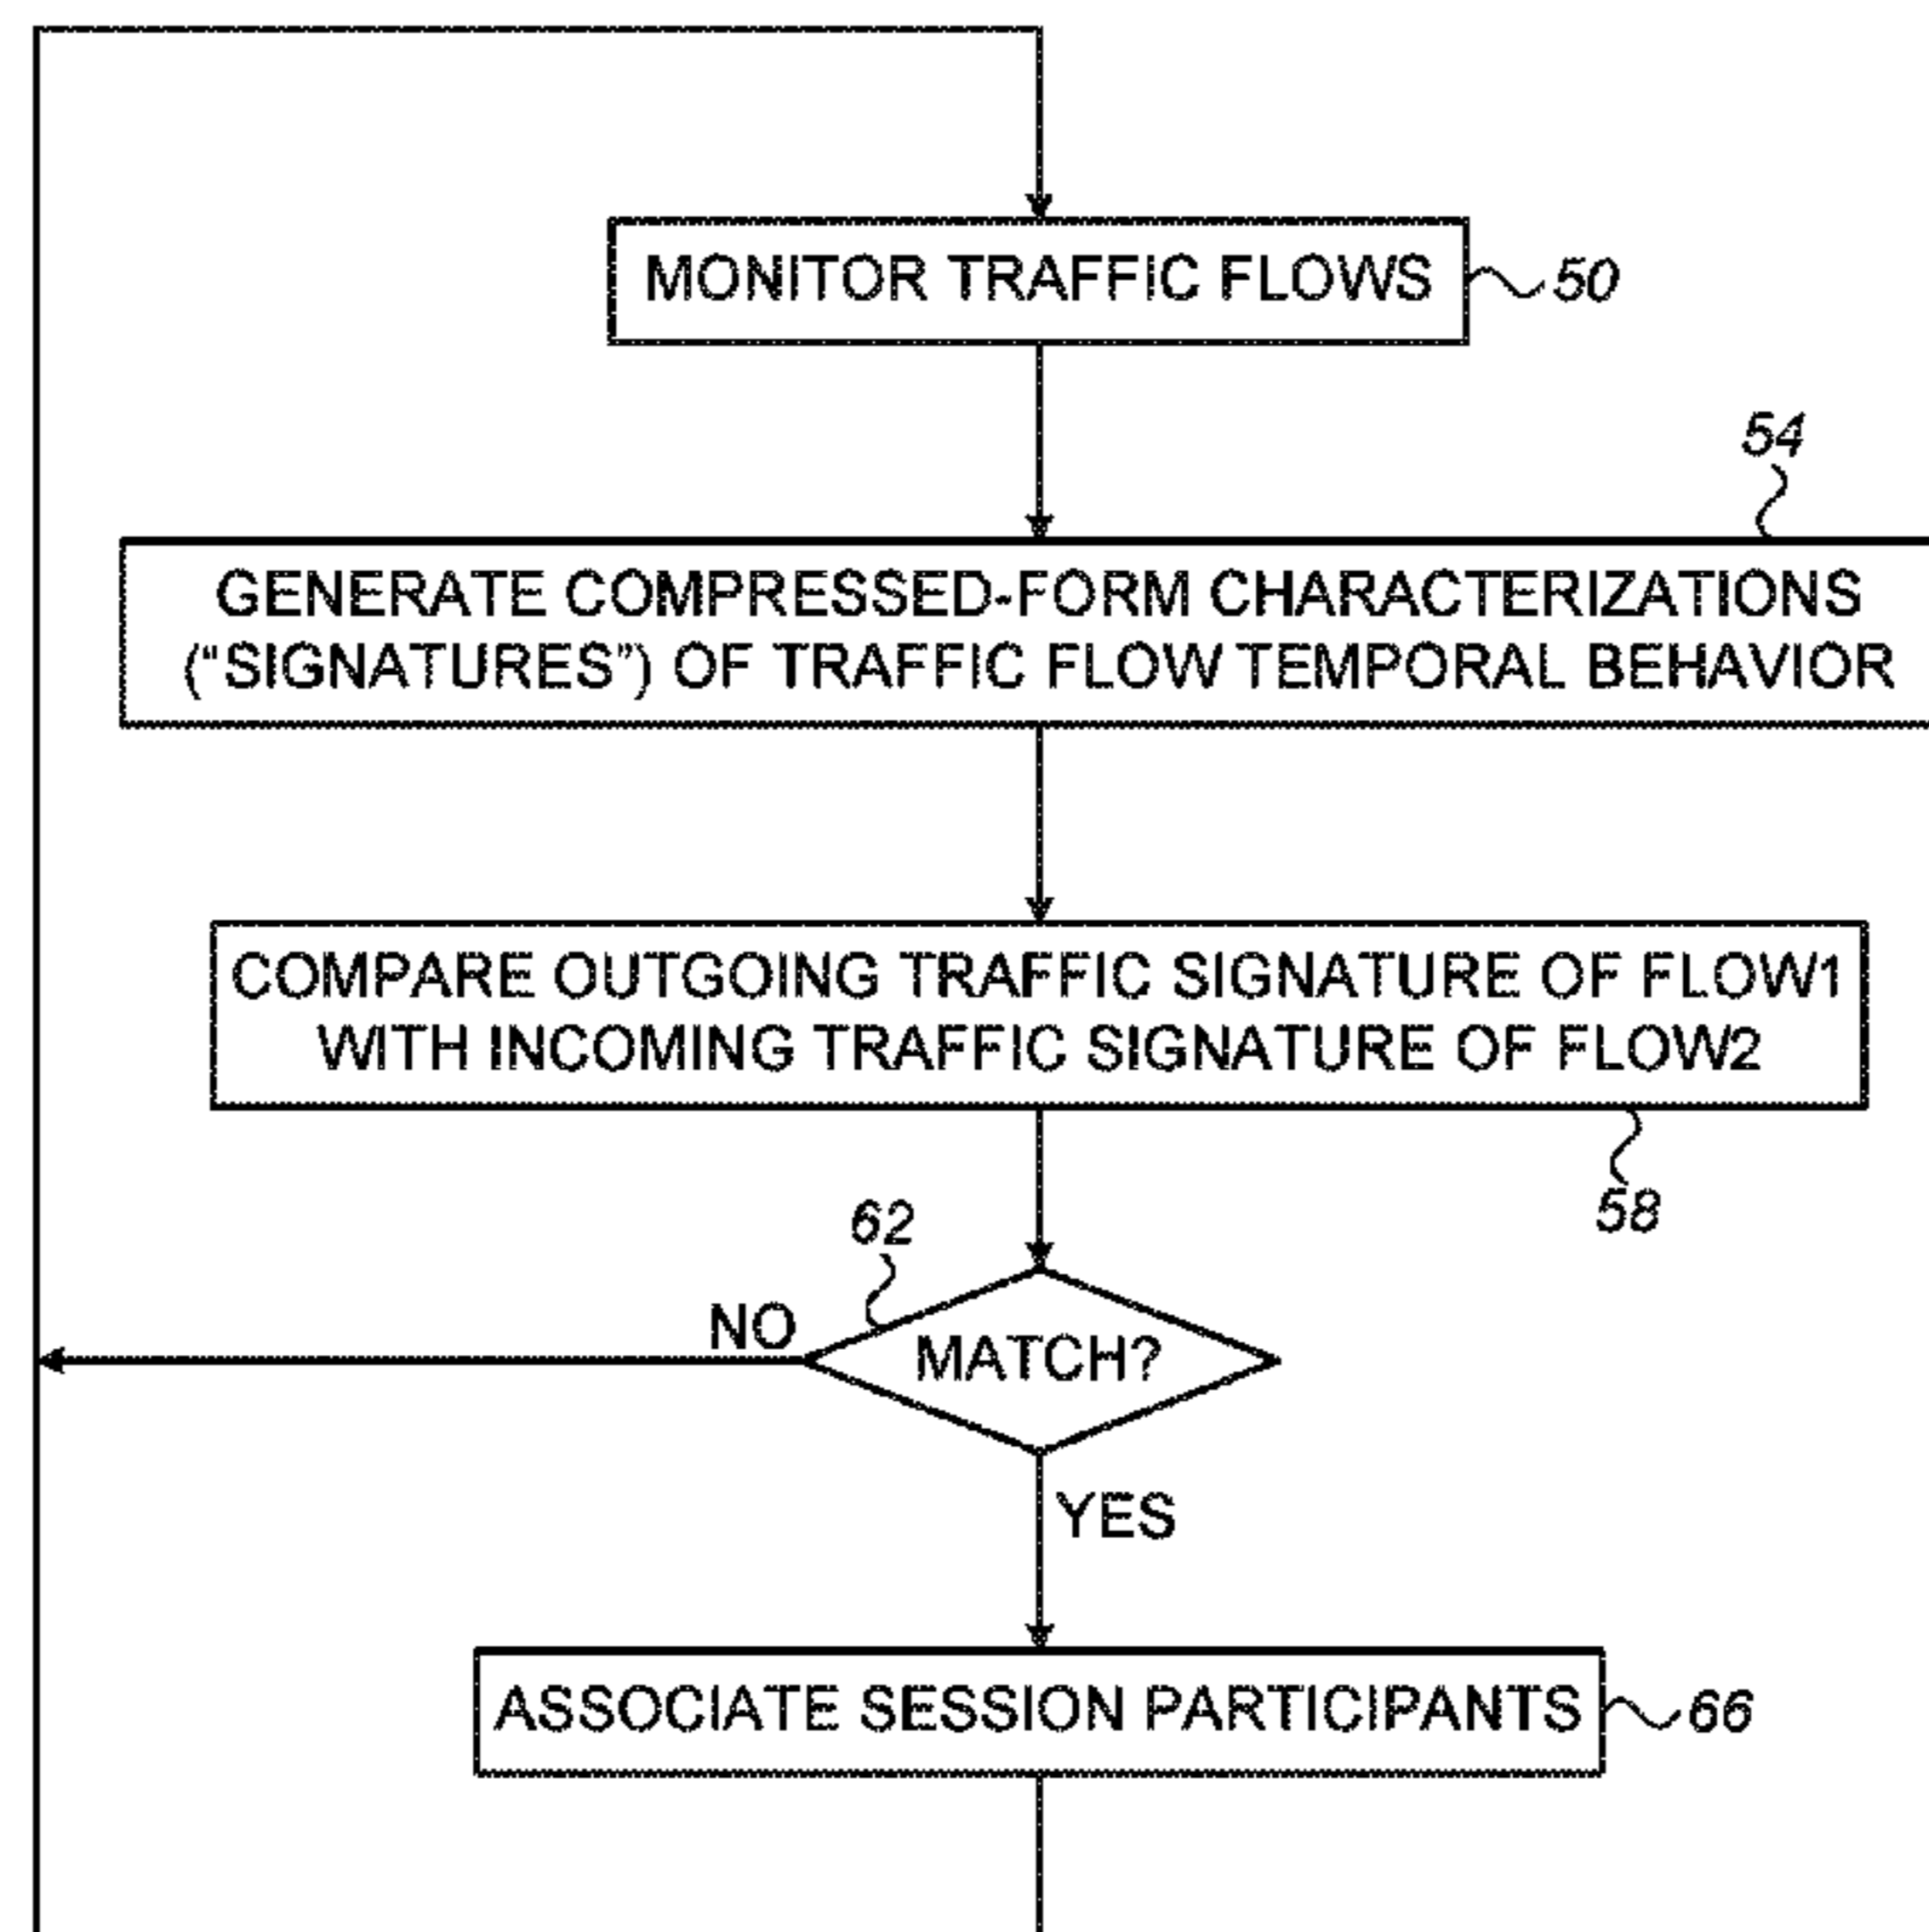 MONITOR TRAFFIC FLOWS
50
54
GENERATE COMPRESSED-FORM CHARACTERIZATIONS
(“SIGNATURES”) OF TRAFFIC FLOW TEMPORAL BEHAVIOR
COMPARE OUTGOING TRAFFIC SIGNATURE OF FLOW1
WITH INCOMING TRAFFIC SIGNATURE OF FLOW2
58
62
NO
MATCH?
YES
ASSOCIATE SESSION PARTICIPANTS
66